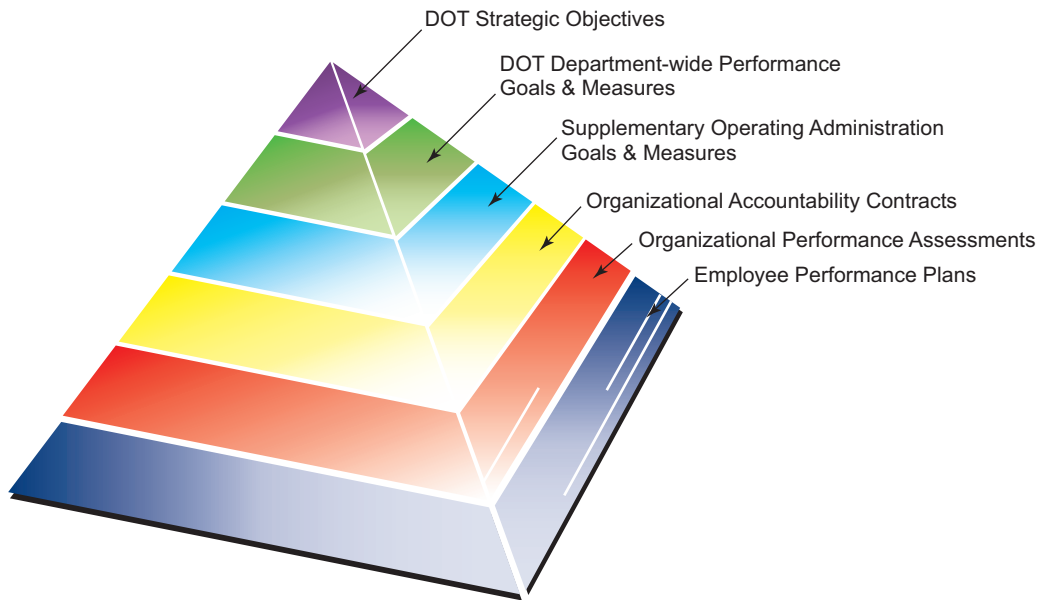 DOT Strategic Objectives
DOT Department-wide Performance
Goals & Measures
Supplementary Operating Administration
Goals & Measures
Organizational Accountability Contracts
Organizational Performance Assessments
Employee Performance Plans